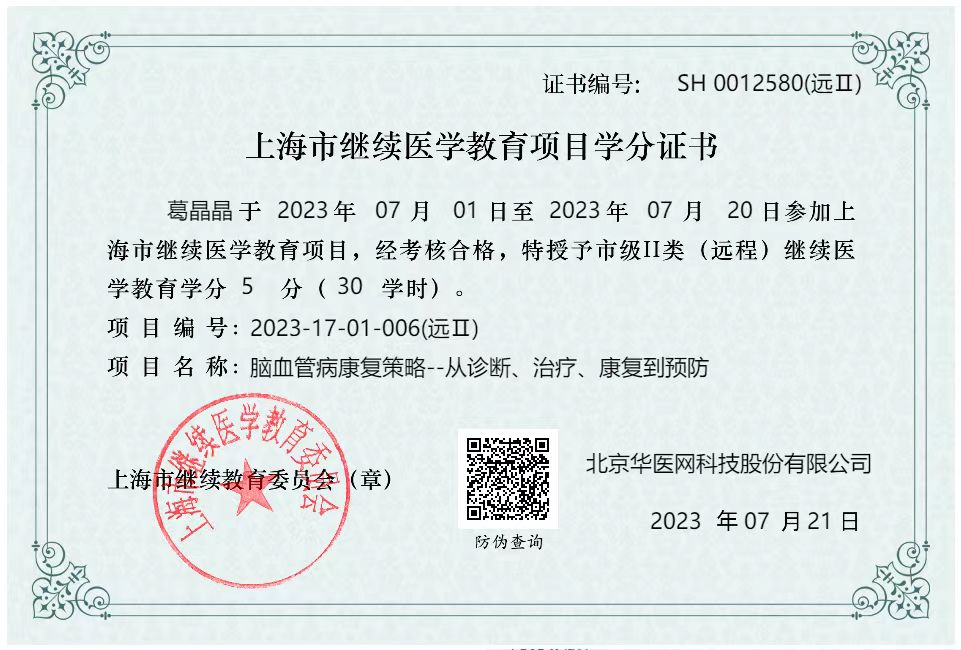 证书编号： SH 0012580(远Ⅱ)
上海市继续医学教育项目学分证书
葛晶晶 于 2023 年 07 月 01 日至 2023 年 07 月 20 日参加上
海市继续医学教育项目，经考核合格，特授予市级II类（远程）继续医
学教育学分 5 分（ 30 学时）。
项 目 编 号：2023-17-01-006(远Ⅱ)
项 目 名 称：脑血管病康复策略--从诊断、治疗、康复到预防
上海市继续医学教育委员会
上海市继续教育委员会（章）
北京华医网科技股份有限公司
2023 年 07 月 21 日
防伪查询